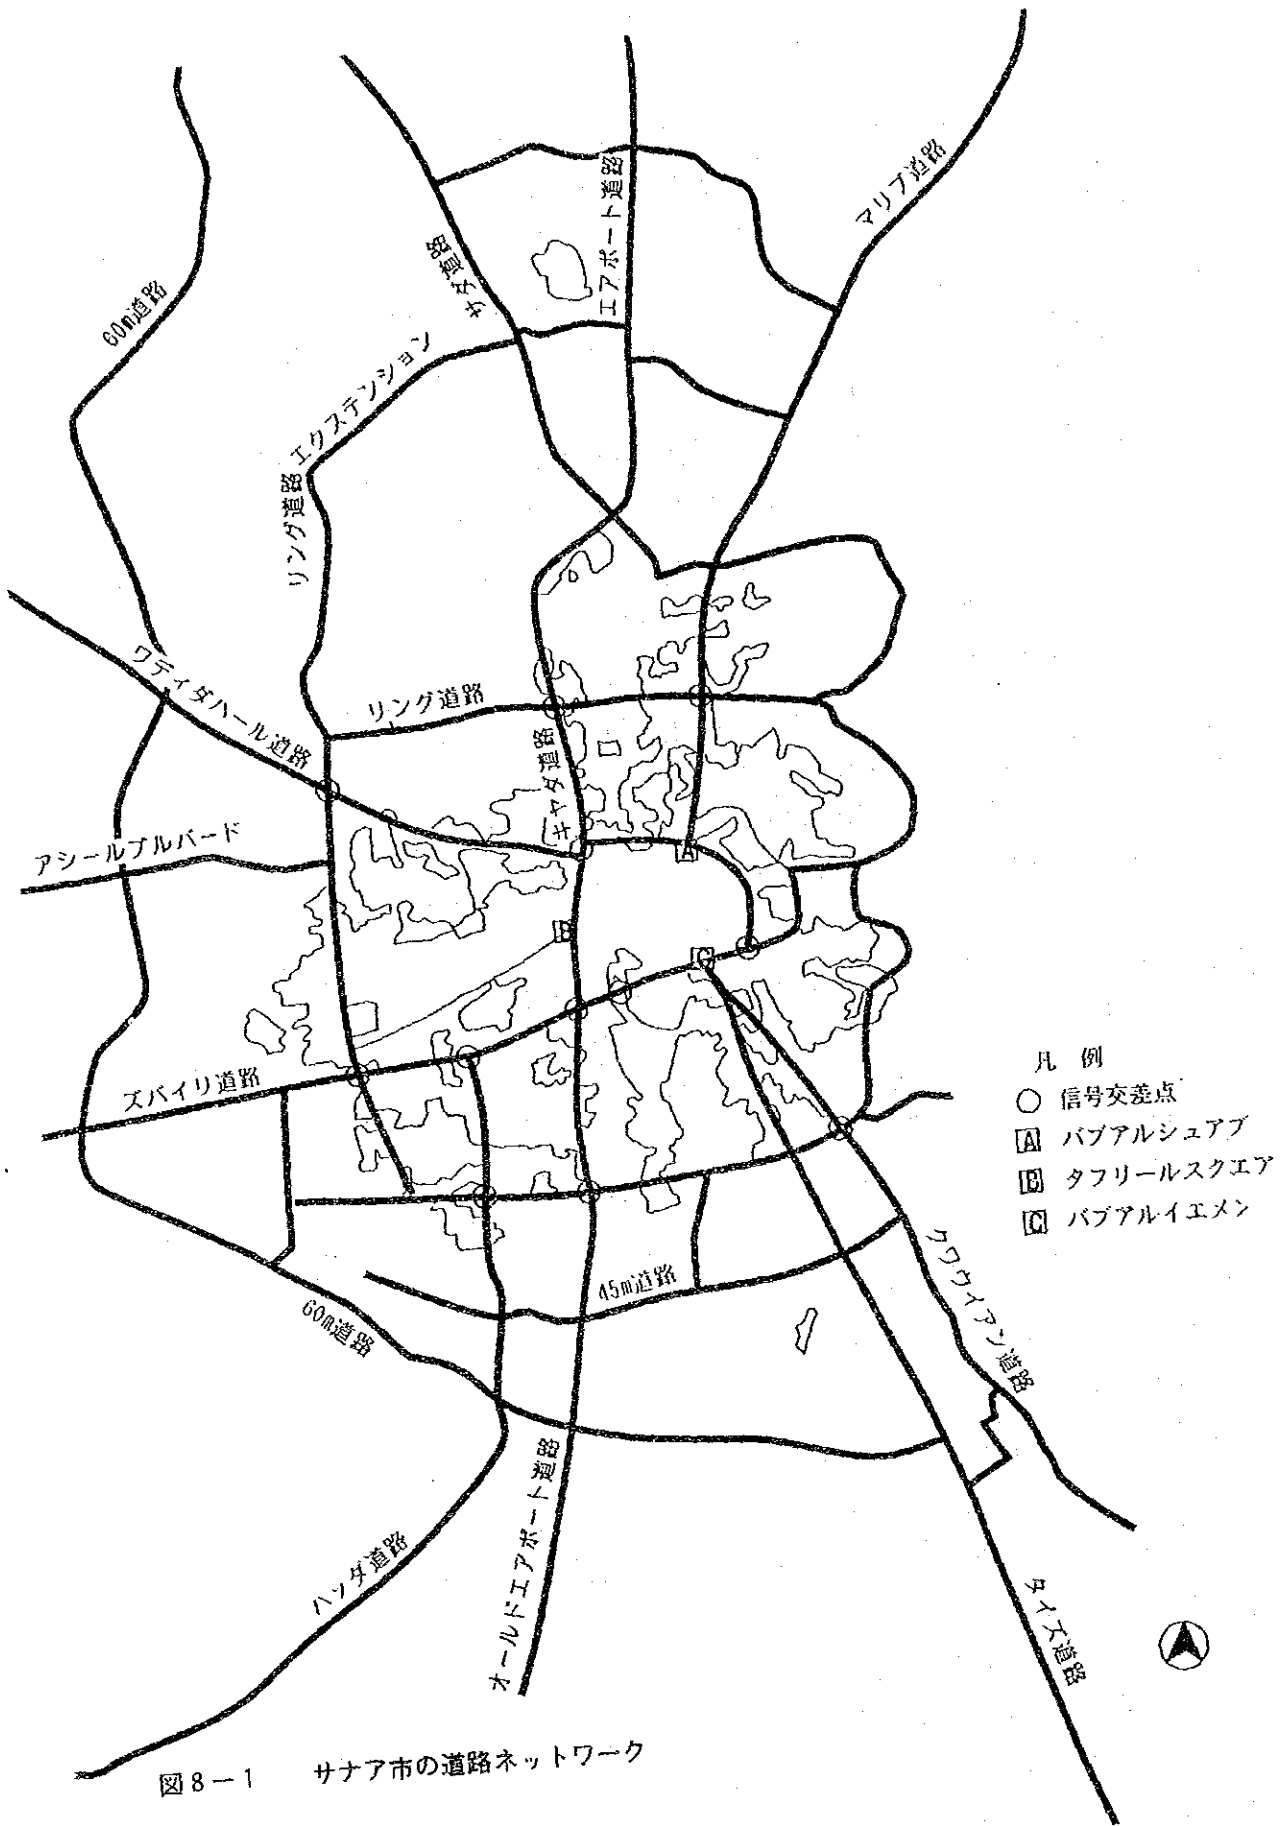 マリブ道路
エアポート道路
サダ道路
60m道路
リング道路エクステンション
ワディダハール道路
リング道路
キヤダ道路
アシールブルバード
A
B
C
ズバイリ道路
凡 例
信号交差点
A バブアルシュアブ
B タフリールスクエア
C バブアルイエメン
クワウイアン道路
45m道路
60m道路
オールドエアポート道路
ハッダ道路
タイズ道路
図8-1 サナア市の道路ネットワーク